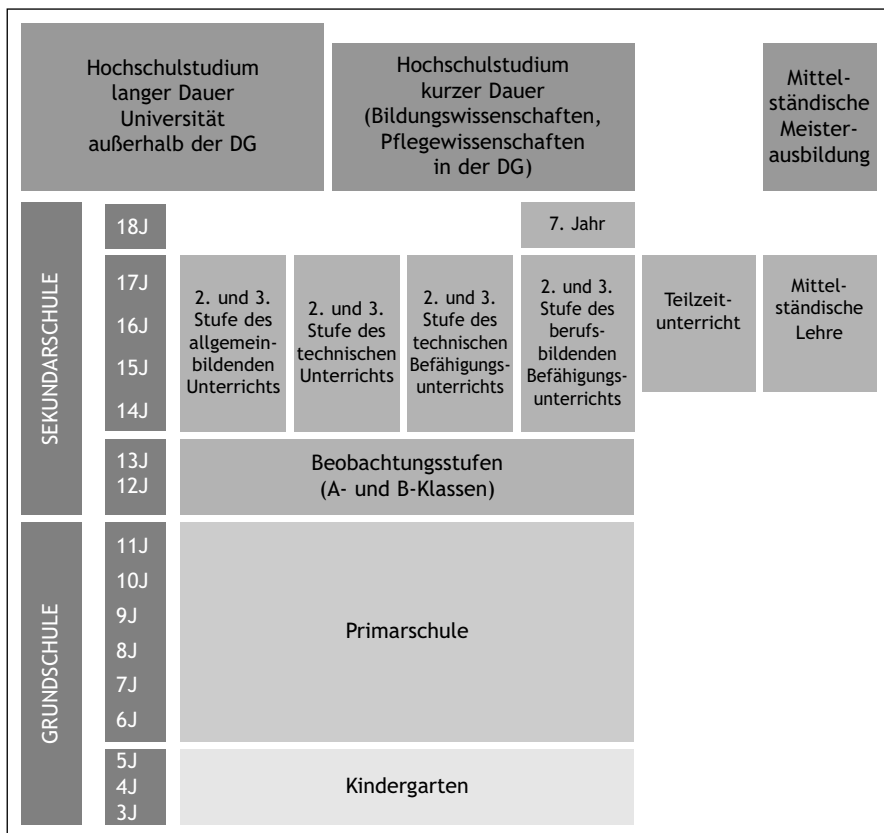 Hochschulstudium
langer Dauer
Universität
außerhalb der DG
Hochschulstudium
kurzer Dauer
(Bildungswissenschaften,
Pflegewissenschaften
in der DG)
Mittel-
ständische
Meister-
ausbildung
SEKUNDARSCHULE
18J
7. Jahr
17J
16J
15J
14J
2. und 3.
Stufe des
allgemein-
bildenden
Unterrichts
2. und 3.
Stufe des
technischen
Unterrichts
2. und 3.
Stufe des
technischen
Befähigungs-
unterrichts
2. und 3.
Stufe des
berufs-
bildenden
Befähigungs-
unterrichts
Teilzeit-
unterricht
Mittel-
ständische
Lehre
13J
12J
Beobachtungsstufen
(A- und B-Klassen)
GRUNDSCHULE
11J
10J
9J
8J
7J
6J
Primarschule
5J
4J
3J
Kindergarten